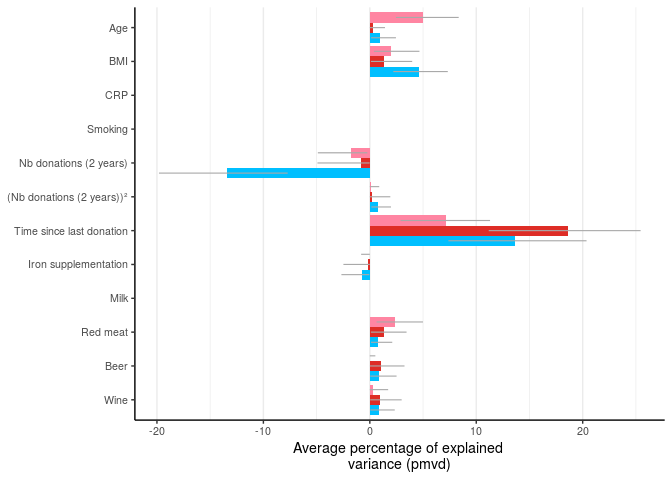 Age
BMI
CRP
Smoking
Nb donations (2 years)
(Nb donations (2 years))²
Time since last donation
Iron supplementation
Milk
Red meat
Beer
Wine
-20 -10 0 10 20
Average percentage of explained
variance (pmvd)